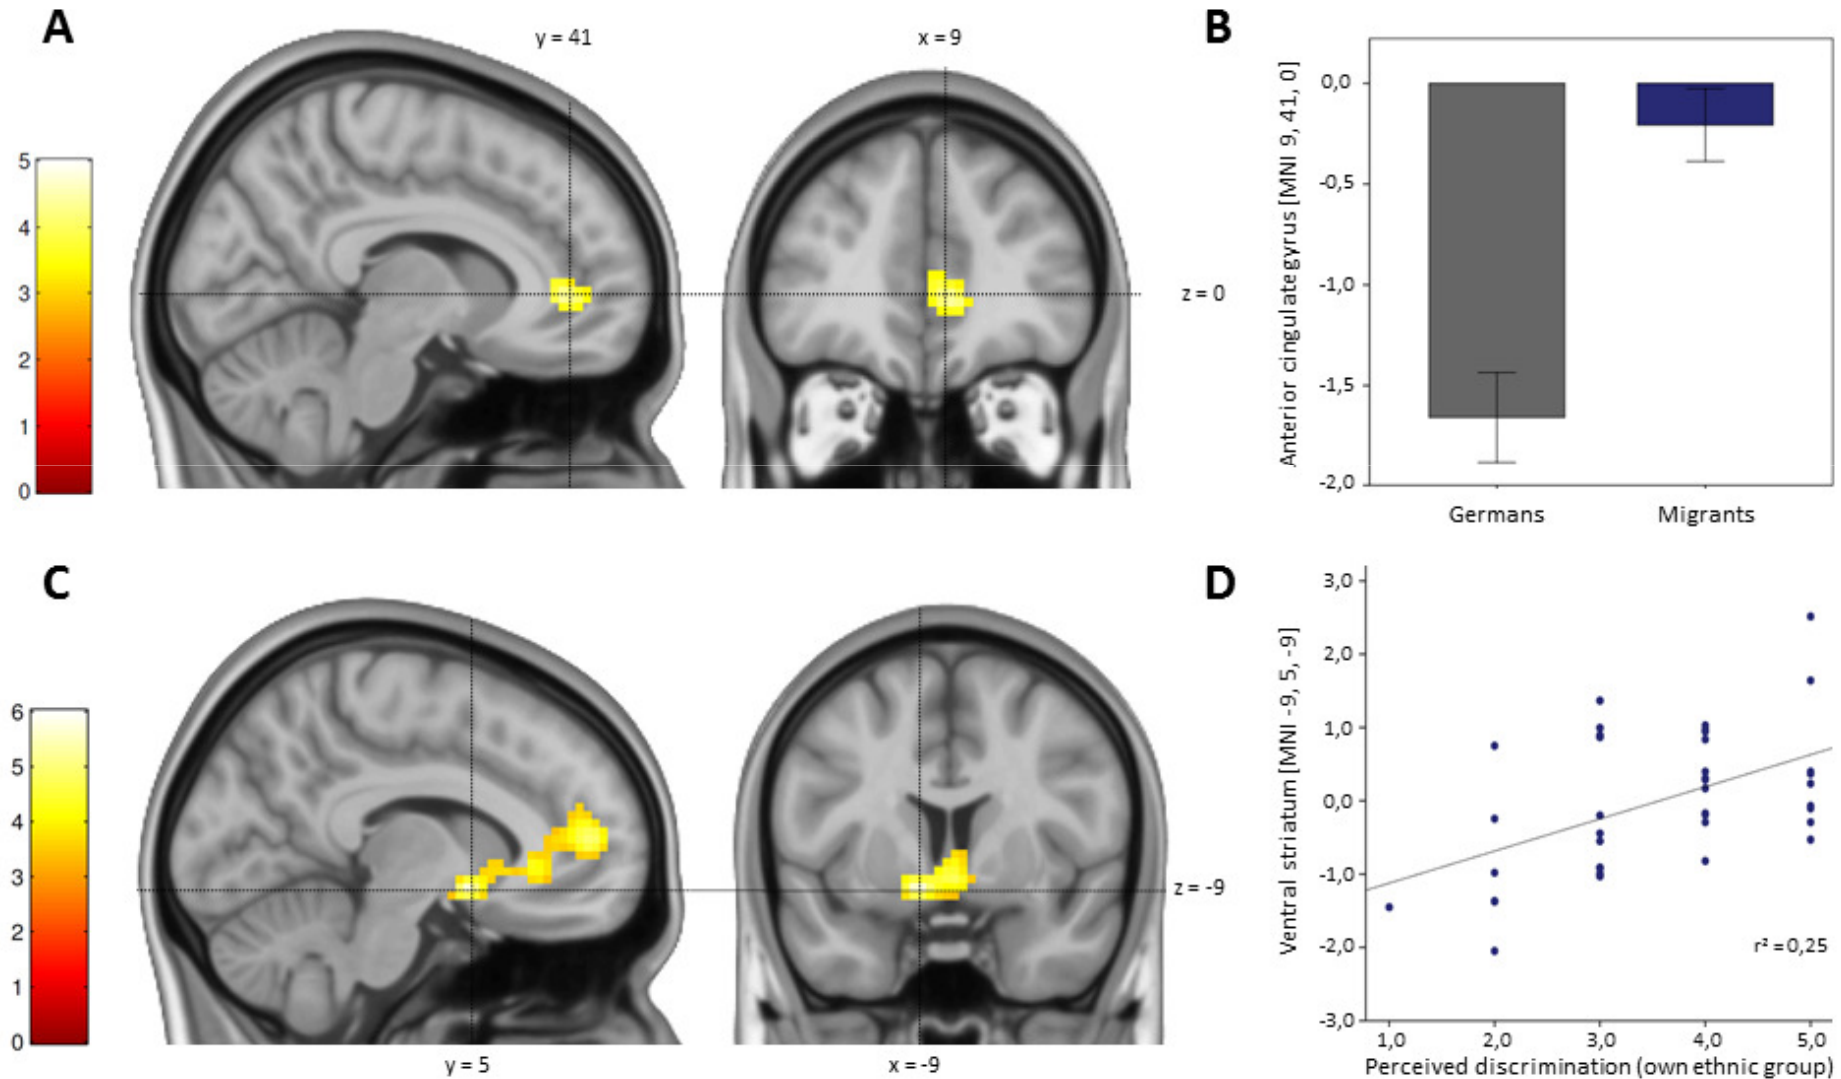 A
y = 41
x = 9
z = 0
5
4
3
2
1
0
B
Anterior cingulategyrus [MNI 9, 41, 0]
0,0
-0,5
-1,0
-1,5
-2,0
Germans
Migrants
C
6
5
4
3
2
1
0
z = -9
y = 5
x = -9
D
Ventral striatum [MNI -9, 5, -9]
3,0
2,0
1,0
0,0
-1,0
-2,0
-3,0
r² = 0,25
1,0 2,0 3,0 4,0 5,0
Perceived discrimination (own ethnic group)